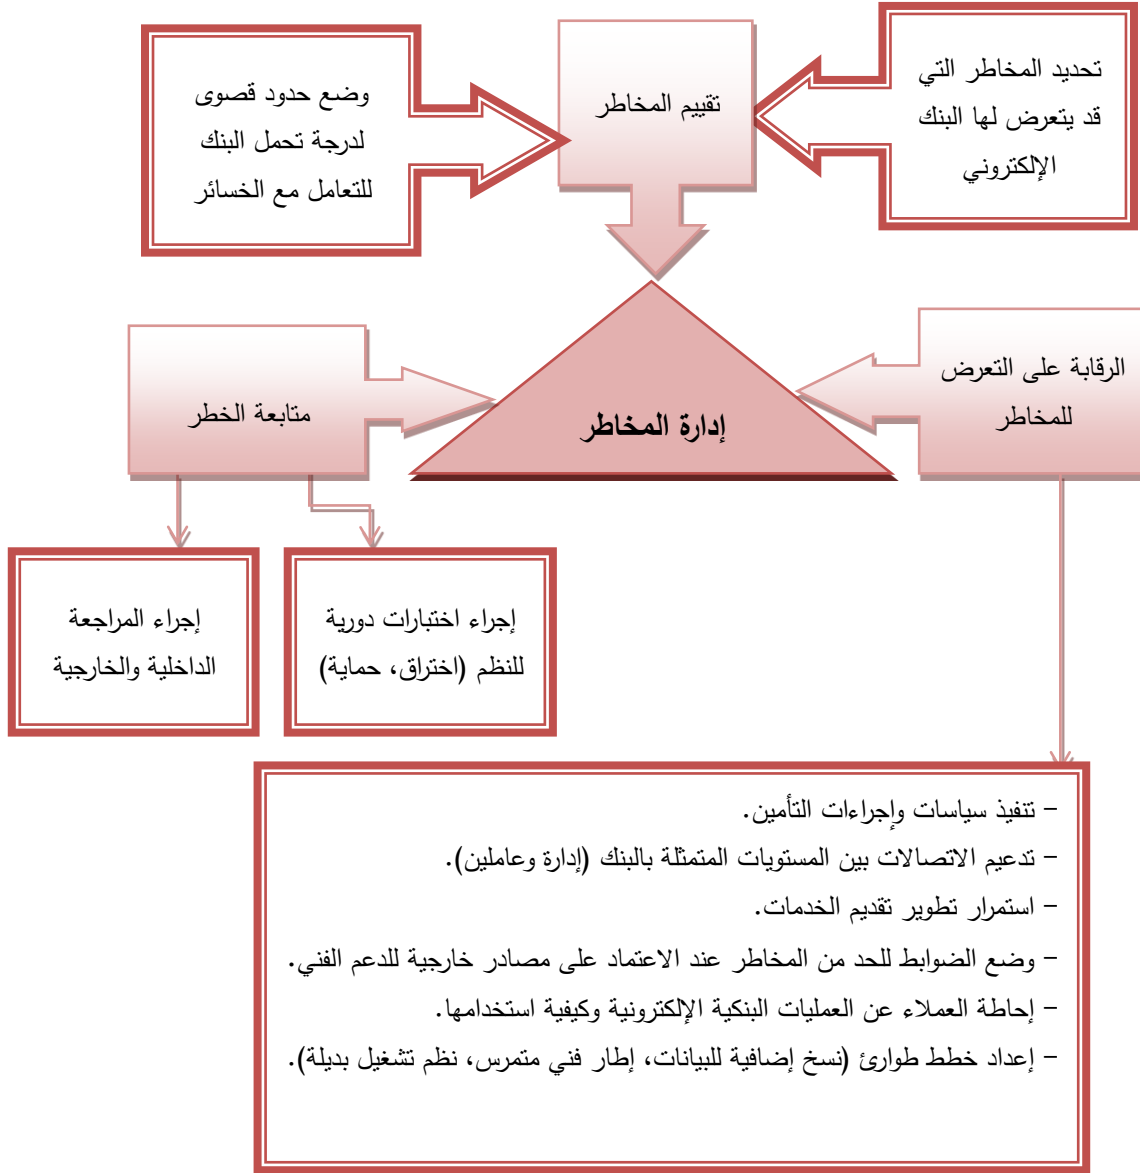 تحديد المخاطر التي
قد يتعرض لها البنك
الإلكتروني
تقييم المخاطر
وضع حدود قصوى
لدرجة تحمل البنك
للتعامل مع الخسائر
الرقابة على التعرض
للمخاطر
إدارة المخاطر
متابعة الخطر
إجراء اختبارات دورية
للنظم (اختراق، حماية)
إجراء المراجعة
الداخلية والخارجية
- تنفيذ سياسات وإجراءات التأمين.
- تدعيم الاتصالات بين المستويات المتمثلة بالبنك (إدارة وعاملين).
- استمرار تطوير تقديم الخدمات.
- وضع الضوابط للحد من المخاطر عند الاعتماد على مصادر خارجية للدعم الفني.
- إحاطة العملاء عن العمليات البنكية الإلكترونية وكيفية استخدامها.
- إعداد خطط طوارئ (نسخ إضافية للبيانات، إطار فني متمرس، نظم تشغيل بديلة).